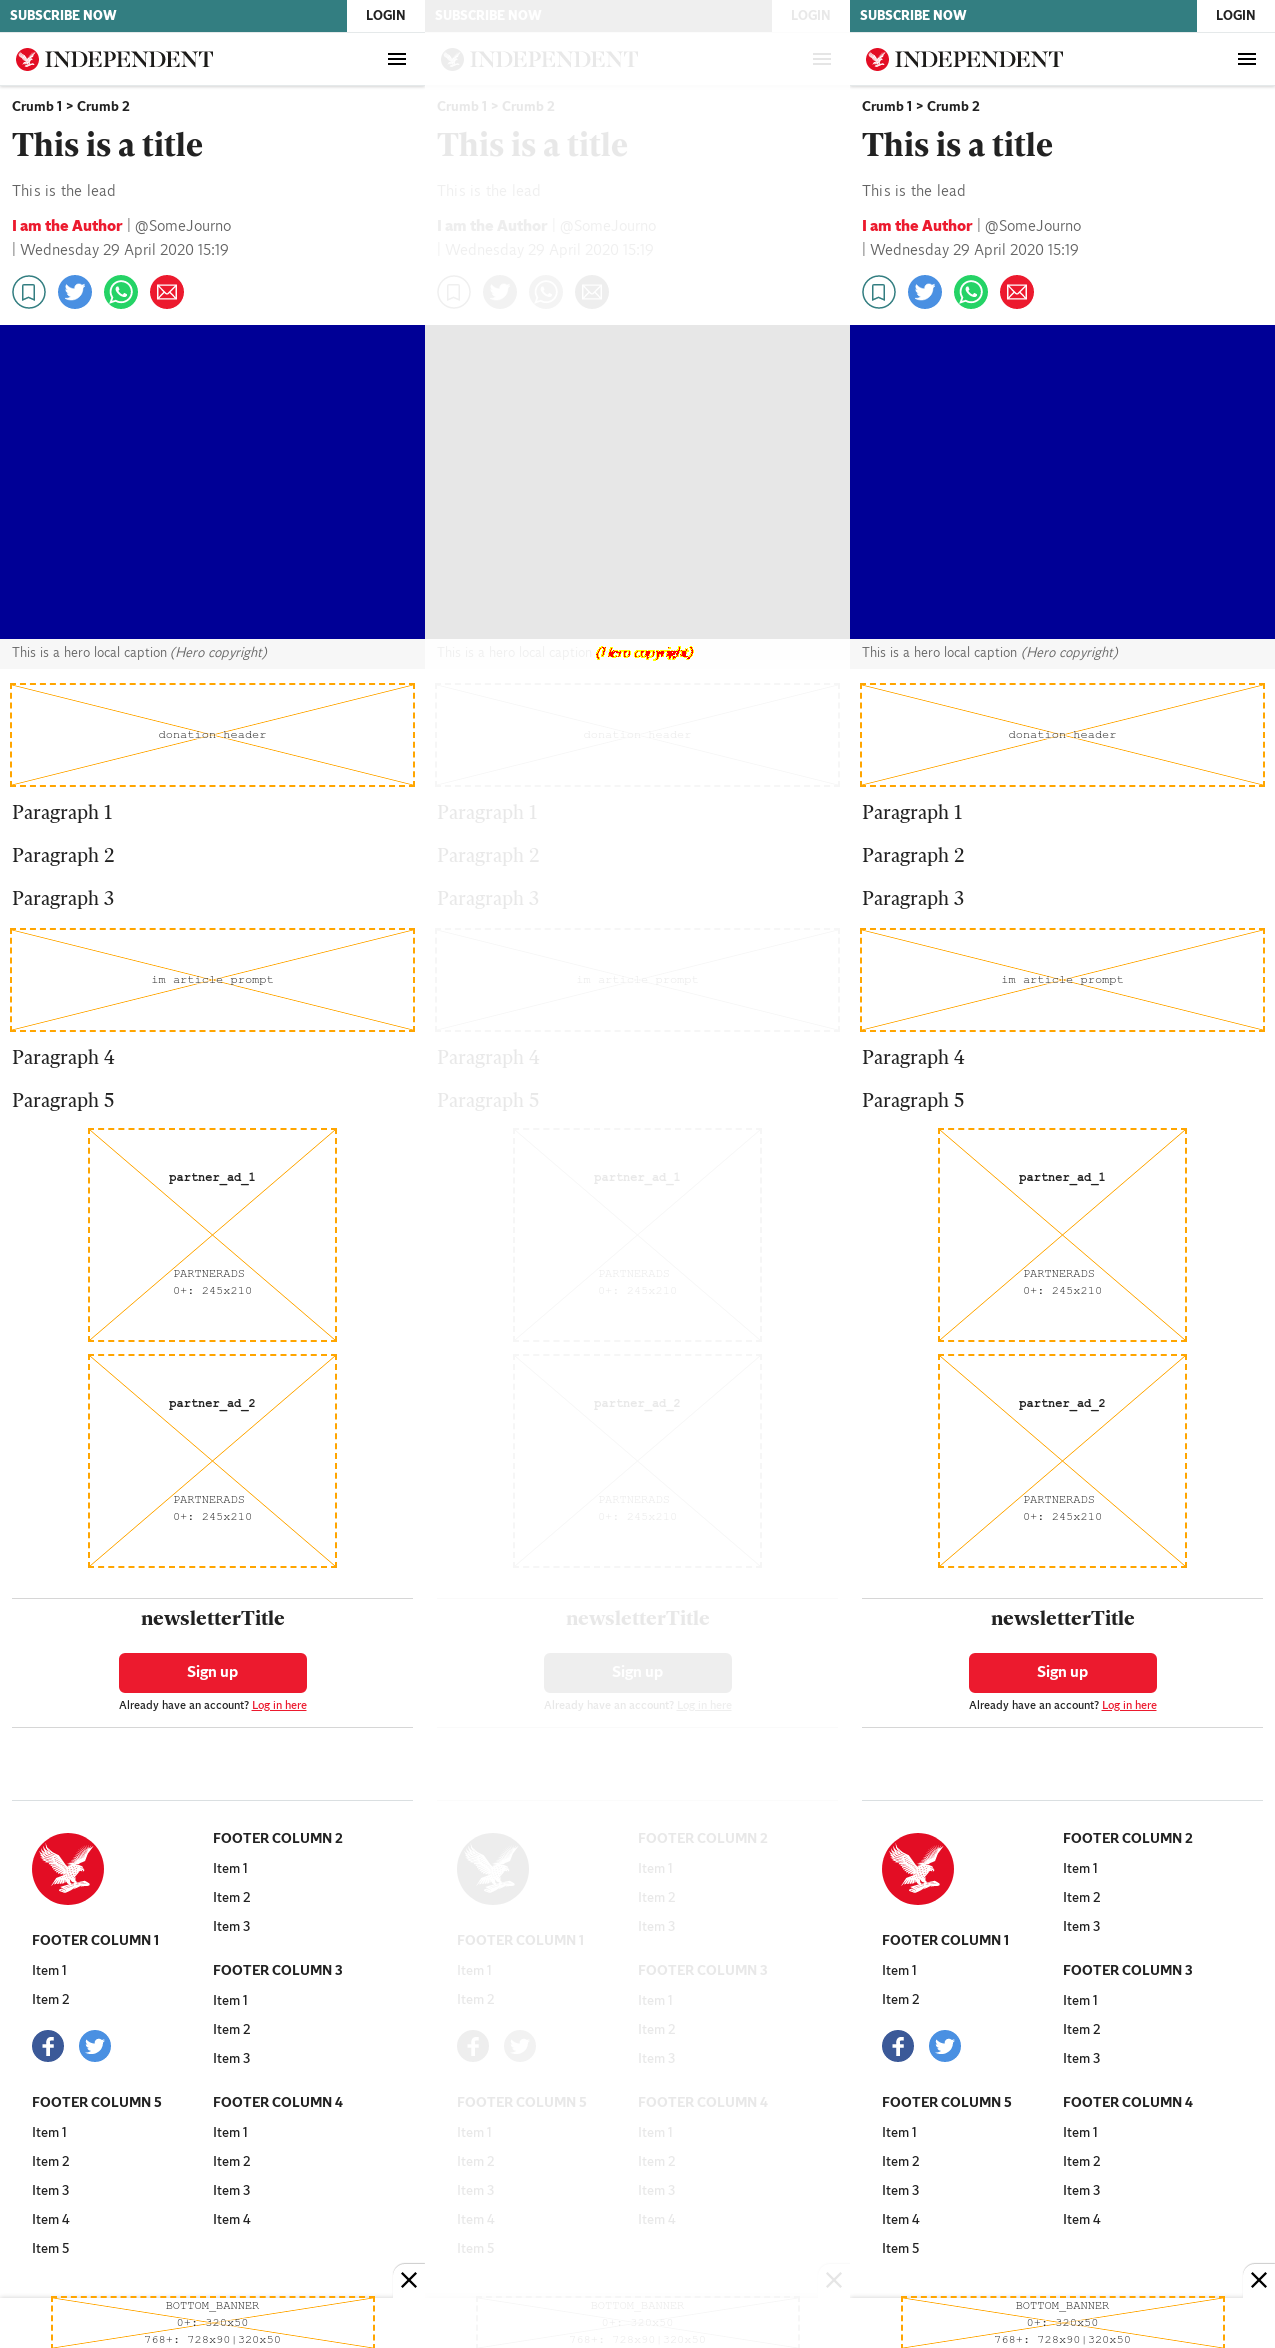 SUBSCRIBE NOW
LOGIN
INDEPENDENT
Crumb 1 > Crumb 2
This is a title
This is the lead
I am the Author | @SomeJourno
| Wednesday 29 April 2020 15:19
This is a hero local caption (Hero copyright)
donation header
Paragraph 1
Paragraph 2
Paragraph 3
im article prompt
Paragraph 4
Paragraph 5
partner_ad_1
PARTNERADS
0+: 245x210
partner_ad_2
PARTNERADS
0+: 245x210
newsletterTitle
Sign up
Already have an account? Log in here
FOOTER COLUMN 1
Item 1
Item 2
FOOTER COLUMN 2
Item 1
Item 2
Item 3
FOOTER COLUMN 3
Item 1
Item 2
Item 3
FOOTER COLUMN 5
Item 1
Item 2
Item 3
Item 4
Item 5
FOOTER COLUMN 4
Item 1
Item 2
Item 3
Item 4
BOTTOM_BANNER
0+: 320x50
768+: 728x90|320x50
SUBSCRIBE NOW
LOGIN
INDEPENDENT
Crumb 1 > Crumb 2
This is a title
This is the lead
I am the Author | @SomeJourno
| Wednesday 29 April 2020 15:19
This is a hero local caption (Hero copyright)
donation header
Paragraph 1
Paragraph 2
Paragraph 3
im article prompt
Paragraph 4
Paragraph 5
partner_ad_1
PARTNERADS
0+: 245x210
partner_ad_2
PARTNERADS
0+: 245x210
newsletterTitle
Sign up
Already have an account? Log in here
FOOTER COLUMN 1
Item 1
Item 2
FOOTER COLUMN 2
Item 1
Item 2
Item 3
FOOTER COLUMN 3
Item 1
Item 2
Item 3
FOOTER COLUMN 5
Item 1
Item 2
Item 3
Item 4
Item 5
FOOTER COLUMN 4
Item 1
Item 2
Item 3
Item 4
BOTTOM_BANNER
0+: 320x50
768+: 728x90|320x50
SUBSCRIBE NOW
LOGIN
INDEPENDENT
Crumb 1 > Crumb 2
This is a title
This is the lead
I am the Author | @SomeJourno
| Wednesday 29 April 2020 15:19
This is a hero local caption (Hero copyright)
donation header
Paragraph 1
Paragraph 2
Paragraph 3
im article prompt
Paragraph 4
Paragraph 5
partner_ad_1
PARTNERADS
0+: 245x210
partner_ad_2
PARTNERADS
0+: 245x210
newsletterTitle
Sign up
Already have an account? Log in here
FOOTER COLUMN 1
Item 1
Item 2
FOOTER COLUMN 2
Item 1
Item 2
Item 3
FOOTER COLUMN 3
Item 1
Item 2
Item 3
FOOTER COLUMN 5
Item 1
Item 2
Item 3
Item 4
Item 5
FOOTER COLUMN 4
Item 1
Item 2
Item 3
Item 4
BOTTOM_BANNER
0+: 320x50
768+: 728x90|320x50